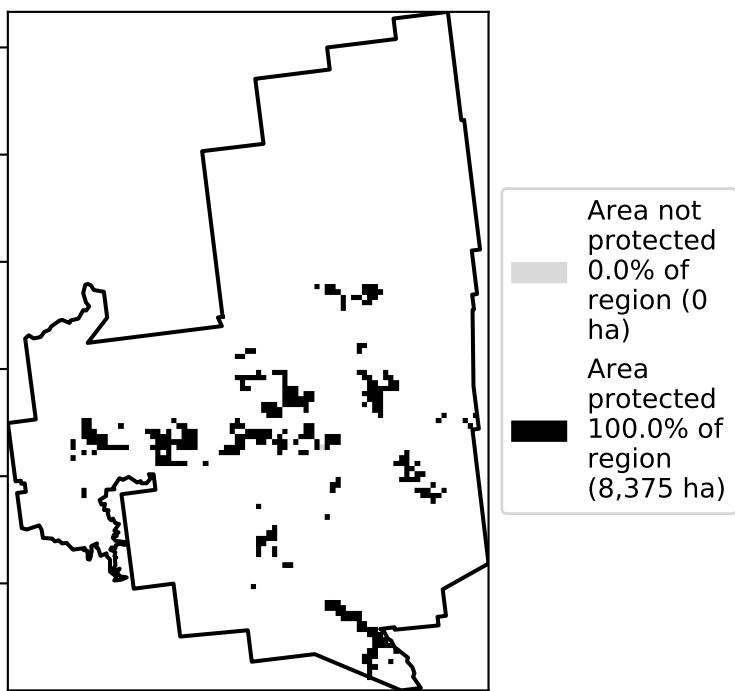 Area not
protected
0.0% of
region (0
ha)
Area
protected
100.0% of
region
(8,375 ha)